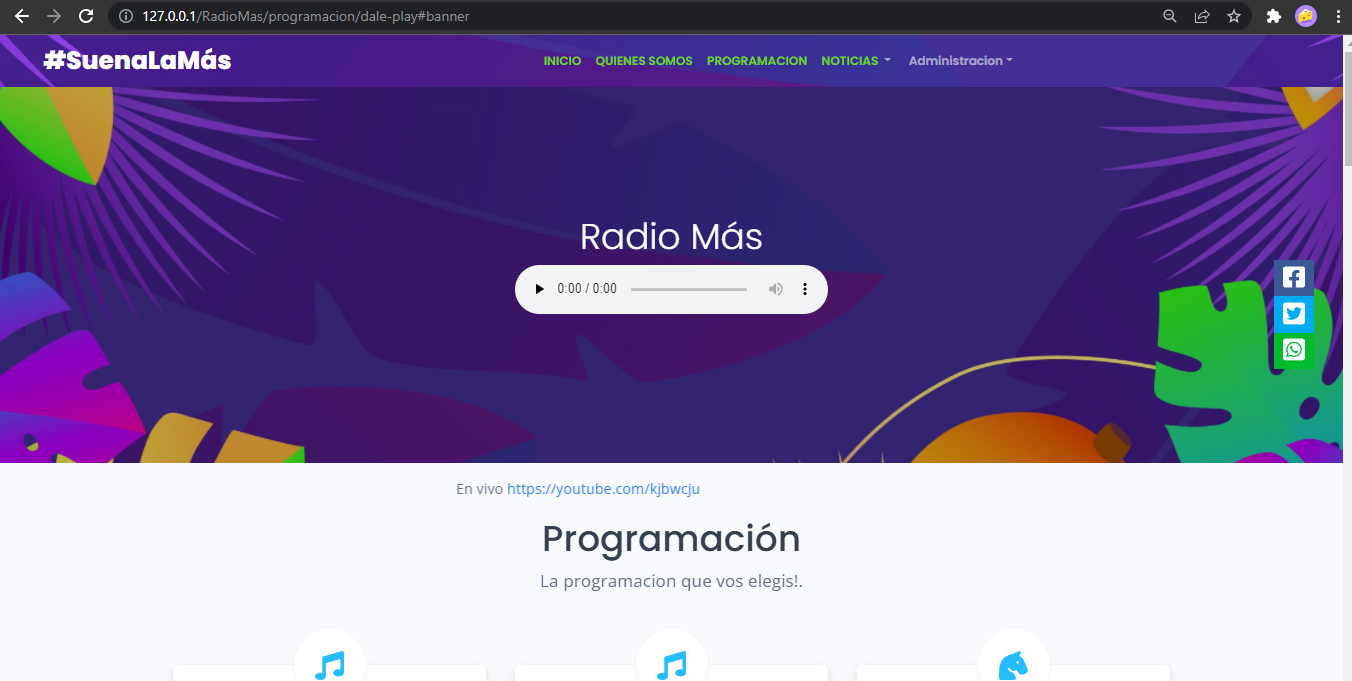 127.0.0.1/RadioMas/programacion/dale-play#banner
#SuenaLaMás
INICIO QUIENES SOMOS PROGRAMACION NOTICIAS Administracion
Radio Más
0:00 / 0:00
En vivo https://youtube.com/kjbwcju
Programación
La programacion que vos elegis!.